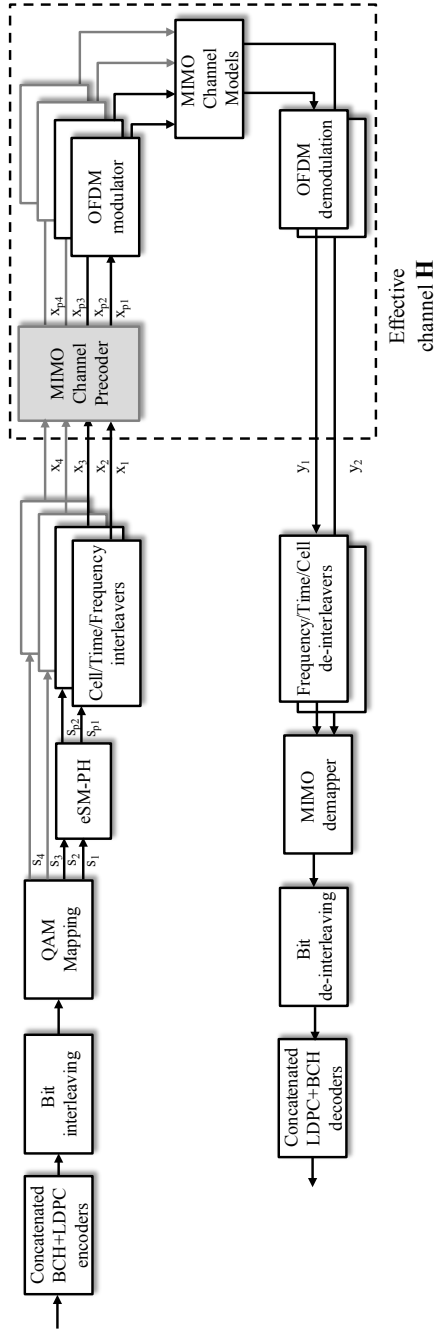 Concatenated
BCH+LDPC
encoders
Bit
interleaving
QAM
Mapping
s4
s3
s2
s1
eSM-PH
sp2
sp1
Cell/Time/Frequency
interleavers
x4
x3
x2
x1
MIMO
Channel
Precoder
xp4
xp3
xp2
xp1
OFDM
modulator
MIMO
Channel
Models
Concatenated
LDPC+BCH
decoders
Bit
de-interleaving
MIMO
demapper
Frequency/Time/Cell
de-interleavers
y1
y2
OFDM
demodulation
Effective
channel H